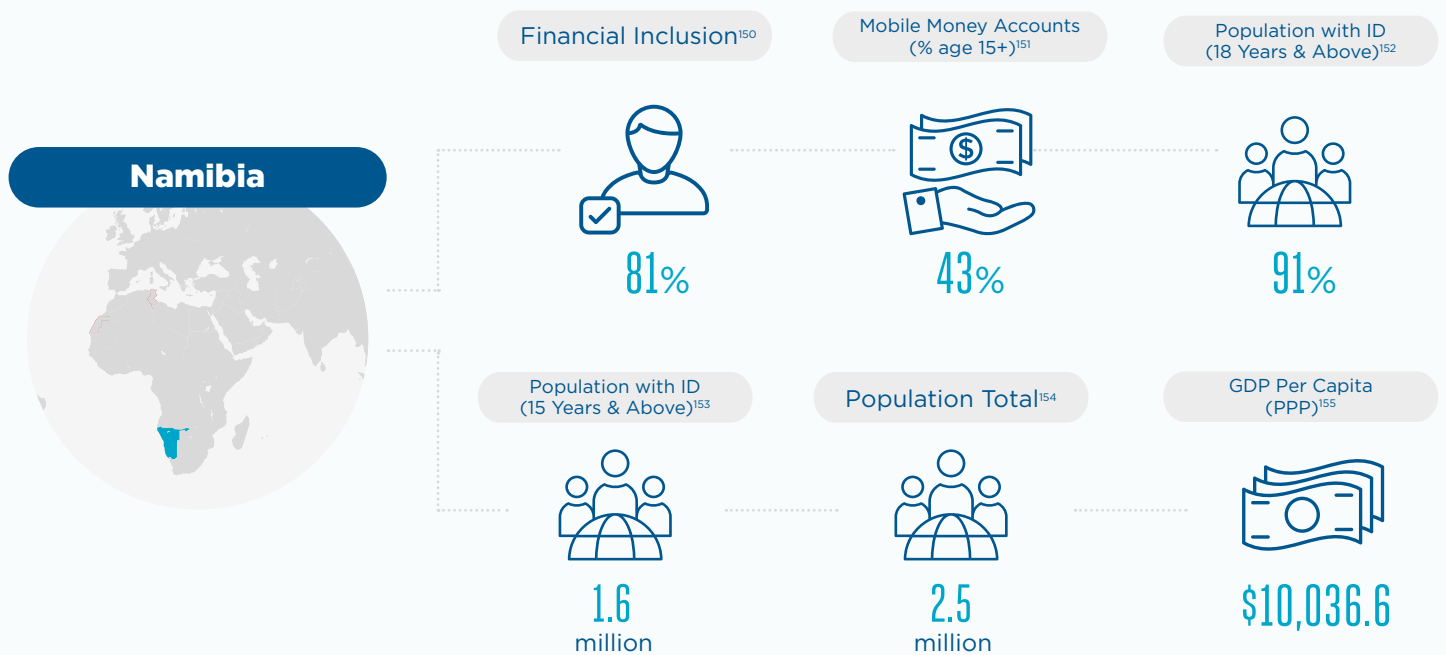 Namibia
Financial Inclusion150
Mobile Money Accounts
(% age 15+)151
Population with ID
(18 Years & Above)152
$
81%
43%
91%
Population with ID
(15 Years & Above)153
Population Total154
GDP Per Capita
(PPP)155
1.6
million
2.5
million
$10,036.6